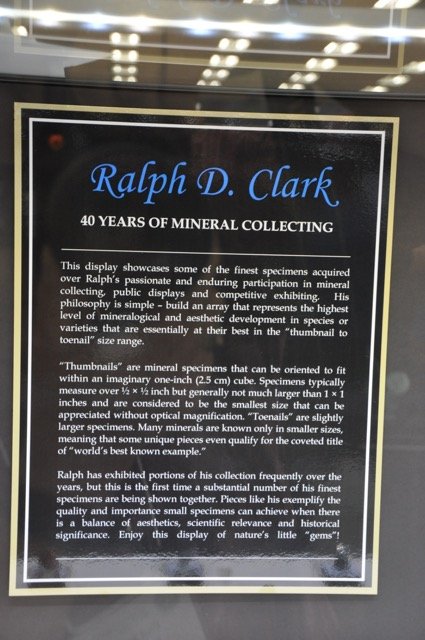 Ralph D. Clark
40 YEARS OF MINERAL COLLECTING
This display showcases some of the finest specimens acquired
over Ralph's passionate and enduring participation in mineral
collecting, public displays and competitive exhibiting. His
philosophy is simple – build an array that represents the highest
level of mineralogical and aesthetic development in species or
varieties that are essentially at their best in the "thumbnail to
toenail" size range.
"Thumbnails" are mineral specimens that can be oriented to fit
within an imaginary one-inch (2.5 cm) cube. Specimens typically
measure over ½ × ½ inch but generally not much larger than 1 × 1
inches and are considered to be the smallest size that can be
appreciated without optical magnification. "Toenails" are slightly
larger specimens. Many minerals are known only in smaller sizes,
meaning that some unique pieces even qualify for the coveted title
of "world's best known example."
Ralph has exhibited portions of his collection frequently over the
years, but this is the first time a substantial number of his finest
specimens are being shown together. Pieces like his exemplify the
quality and importance small specimens can achieve when there
is a balance of aesthetics, scientific relevance and historical
significance. Enjoy this display of nature's little "gems"!